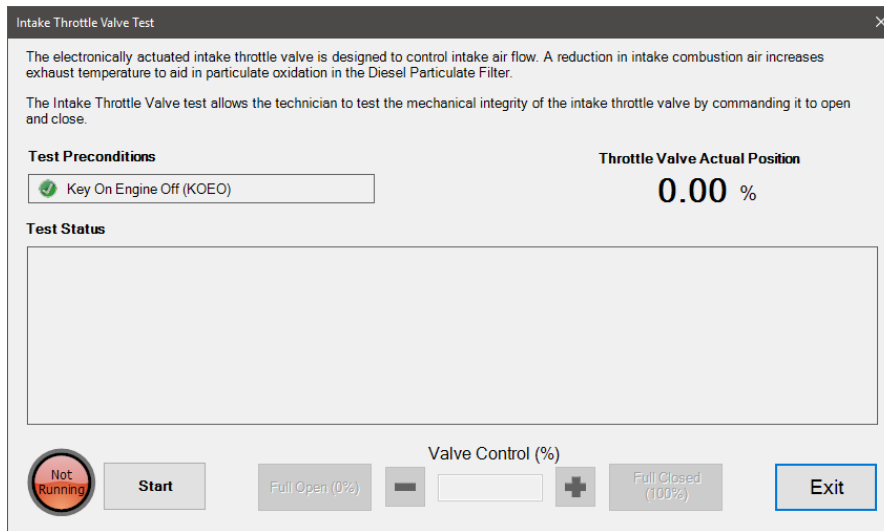 Intake Throttle Valve Test
The electronically actuated intake throttle valve is designed to control intake air flow. A reduction in intake combustion air increases
exhaust temperature to aid in particulate oxidation in the Diesel Particulate Filter.
The Intake Throttle Valve test allows the technician to test the mechanical integrity of the intake throttle valve by commanding it to open
and close.
Test Preconditions
Throttle Valve Actual Position
Key On Engine Off (KOEO)
0.00 %
Test Status
Valve Control (%)
Not
Running
Start
Full Open (0%)
Full Closed
(100%)
Exit